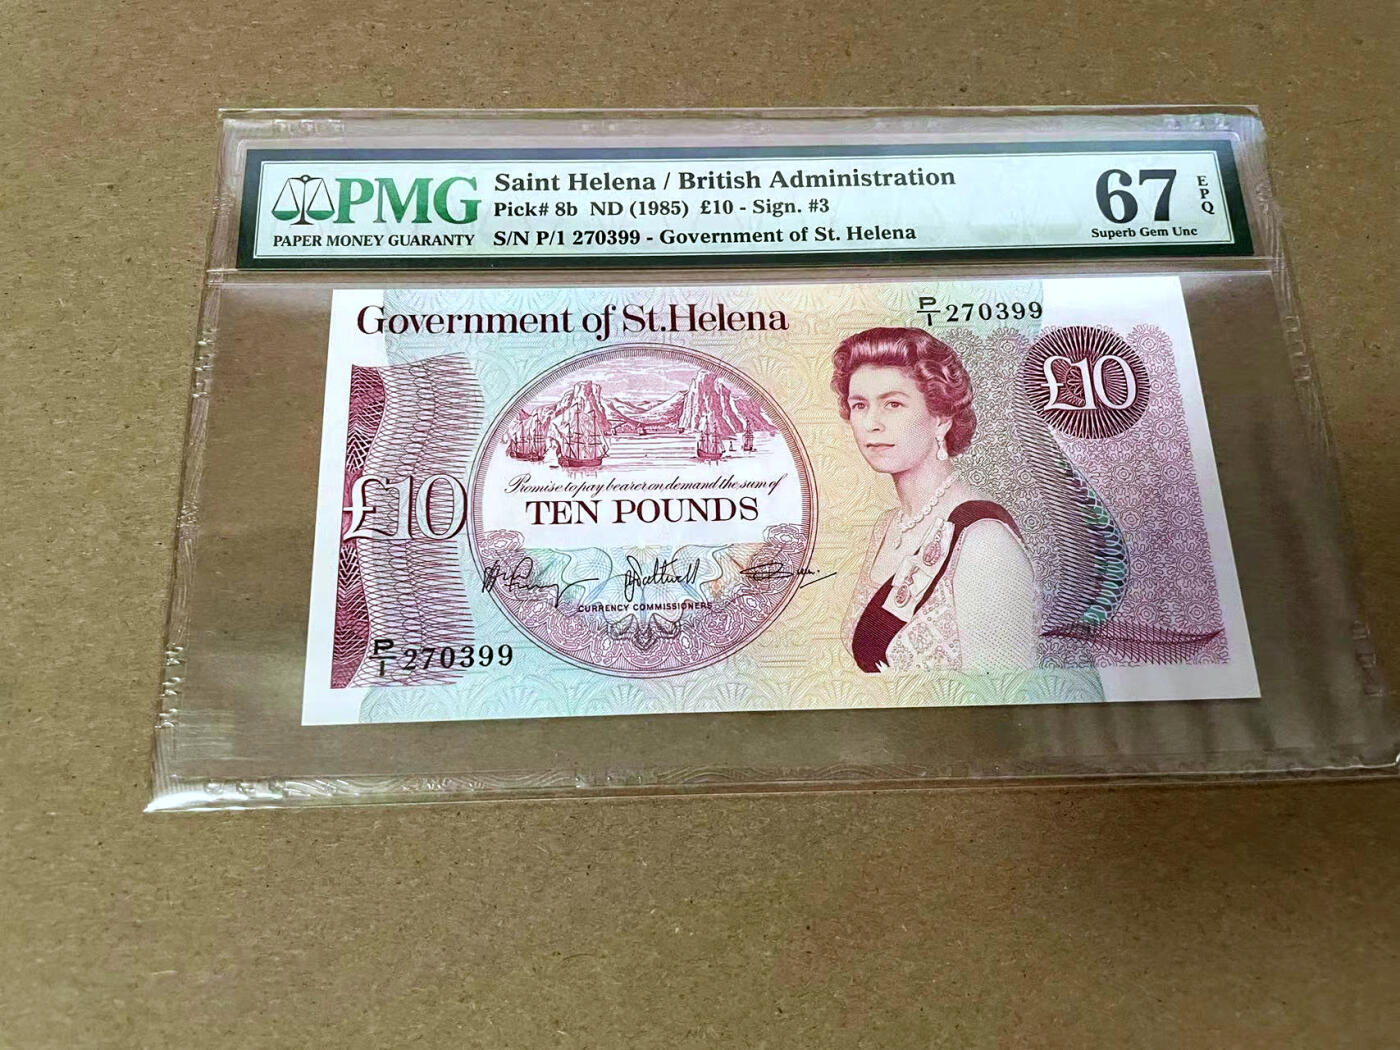 PMG
PAPER MONEY GUARANTY
Saint Helena / British Administration
Pick# 8b ND (1985) £10 - Sign. #3
S/N P/1 270399 - Government of St. Helena
67
EPQ
Superb Gem Unc
Government of St.Helena
P/1 270399
£10
Promise to pay bearer on demand the sum of
£10
TEN POUNDS
CURRENCY COMMISSIONERS
P/1 270399